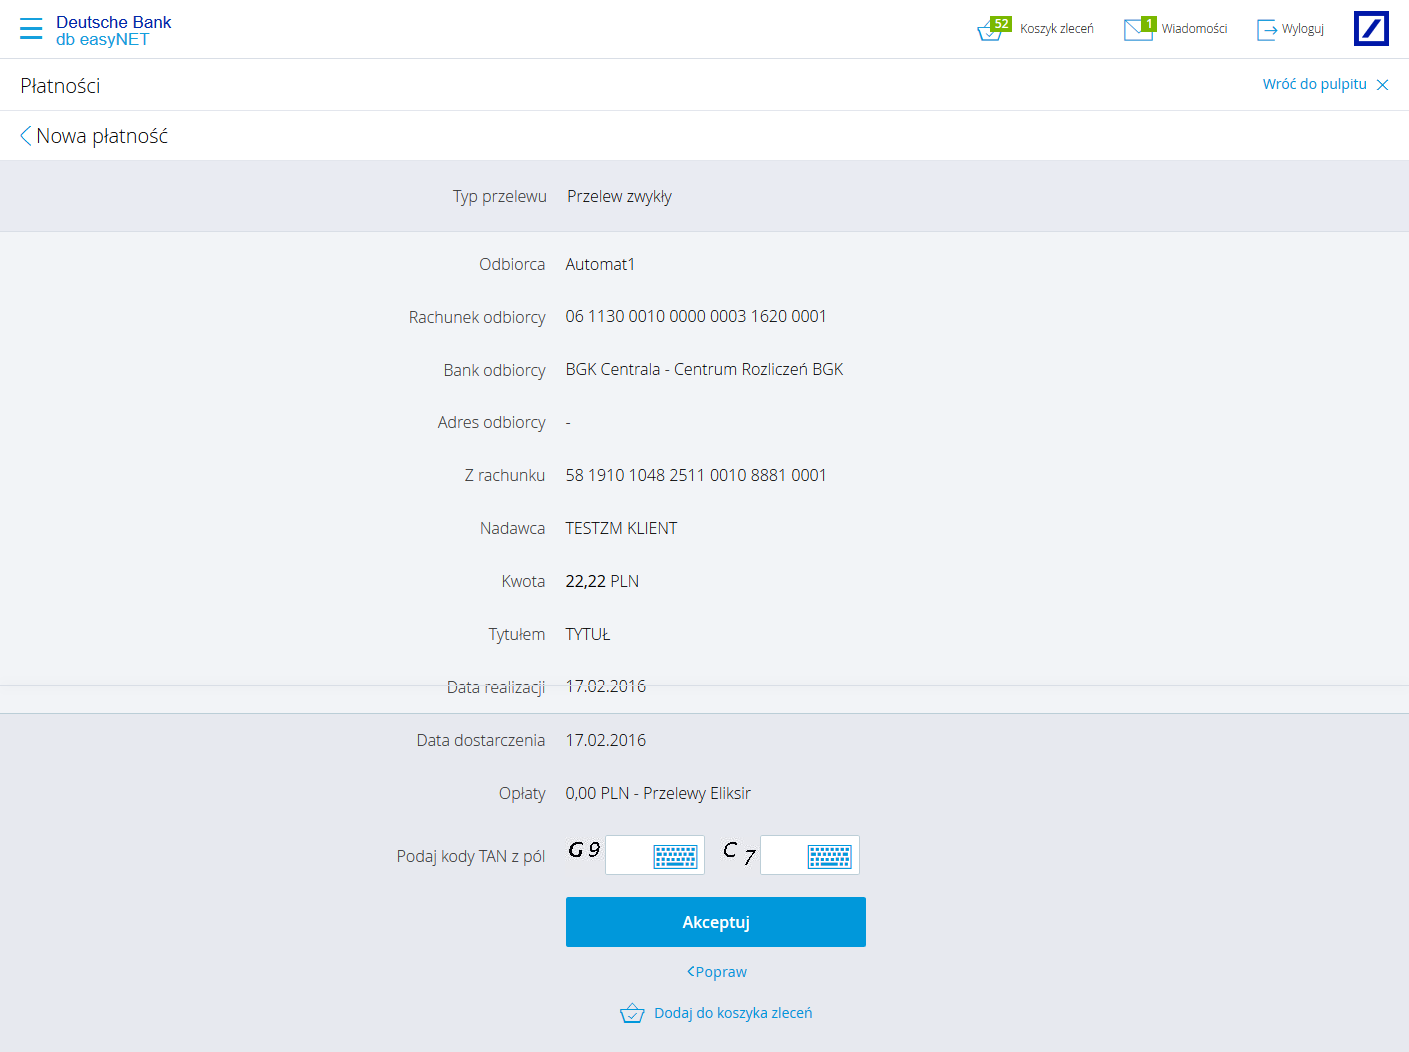 Deutsche Bank
db easyNET
52 Koszyk zleceń
1 Wiadomości
Wyloguj
Płatności
Wróć do pulpitu
Nowa płatność
Typ przelewu Przelew zwykły
Odbiorca Automat1
Rachunek odbiorcy 06 1130 0010 0000 0003 1620 0001
Bank odbiorcy BGK Centrala - Centrum Rozliczeń BGK
Adres odbiorcy -
Z rachunku 58 1910 1048 2511 0010 8881 0001
Nadawca TESTZM KLIENT
Kwota 22,22 PLN
Tytułem TYTUŁ
Data realizacji 17.02.2016
Data dostarczenia 17.02.2016
Opłaty 0,00 PLN - Przelewy Eliksir
Podaj kody TAN z pól G9 C7
Akceptuj
Popraw
Dodaj do koszyka zleceń